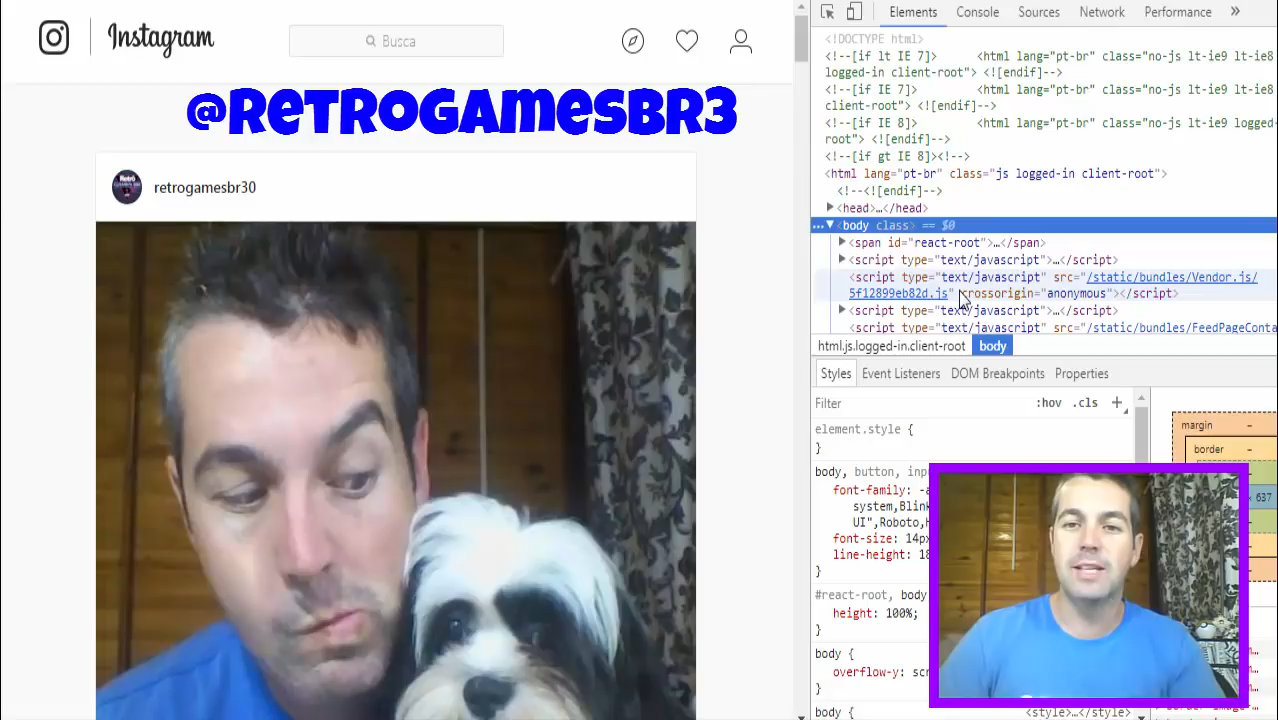 Instagram
Busca
@RETROGAMESBR3
retrogamesbr30
Elements Console Sources Network Performance »
<!DOCTYPE html>
<!--[if lt IE 7]> <html lang="pt-br" class="no-js lt-ie9 lt-ie8
logged-in client-root"> <![endif]-->
<!--[if IE 7]> <html lang="pt-br" class="no-js lt-ie9 lt-ie8
client-root"> <![endif]-->
<!--[if IE 8]> <html lang="pt-br" class="no-js lt-ie9 logged-
root"> <![endif]-->
<!--[if gt IE 8]><!-->
<html lang="pt-br" class="js logged-in client-root">
<!--<![endif]-->
<head>…</head>
<body class> == $0
<span id="react-root">…</span>
<script type="text/javascript">…</script>
<script type="text/javascript" src="/static/bundles/Vendor.js/
5f12899eb82d.js" crossorigin="anonymous"></script>
<script type="text/javascript">…</script>
<script type="text/javascript" src="/static/bundles/FeedPageConta
html.js.logged-in.client-root body
Styles Event Listeners DOM Breakpoints Properties
Filter :hov .cls +
element.style {
}
body, button, inp
font-family: -a
system,Blink
UI",Roboto,H
font-size: 14px
line-height: 18
}
#react-root, body
height: 100%;
}
body {
overflow-y: scr
}
body { <style>…</style>
margin -
border -
637